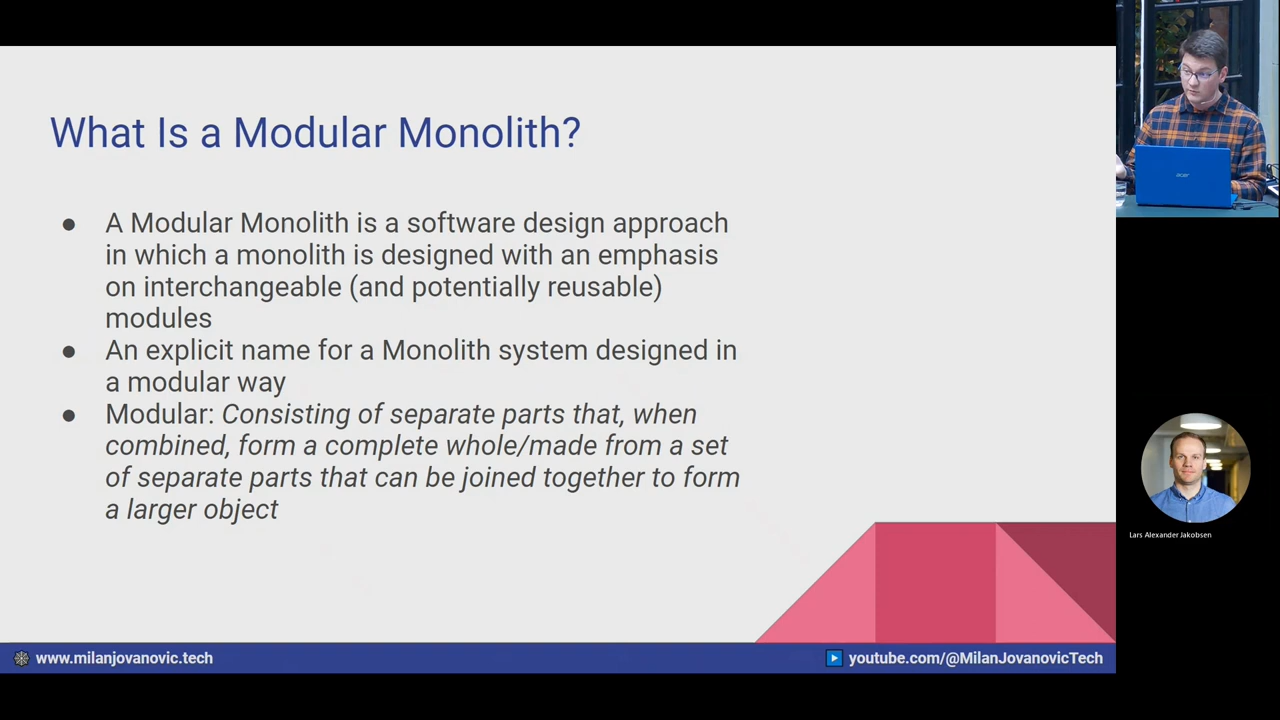 What Is a Modular Monolith?
● A Modular Monolith is a software design approach
in which a monolith is designed with an emphasis
on interchangeable (and potentially reusable)
modules
● An explicit name for a Monolith system designed in
a modular way
● Modular: Consisting of separate parts that, when
combined, form a complete whole/made from a set
of separate parts that can be joined together to form
a larger object
www.milanjovanovic.tech
youtube.com/@MilanJovanovicTech
acer
Lars Alexander Jakobsen